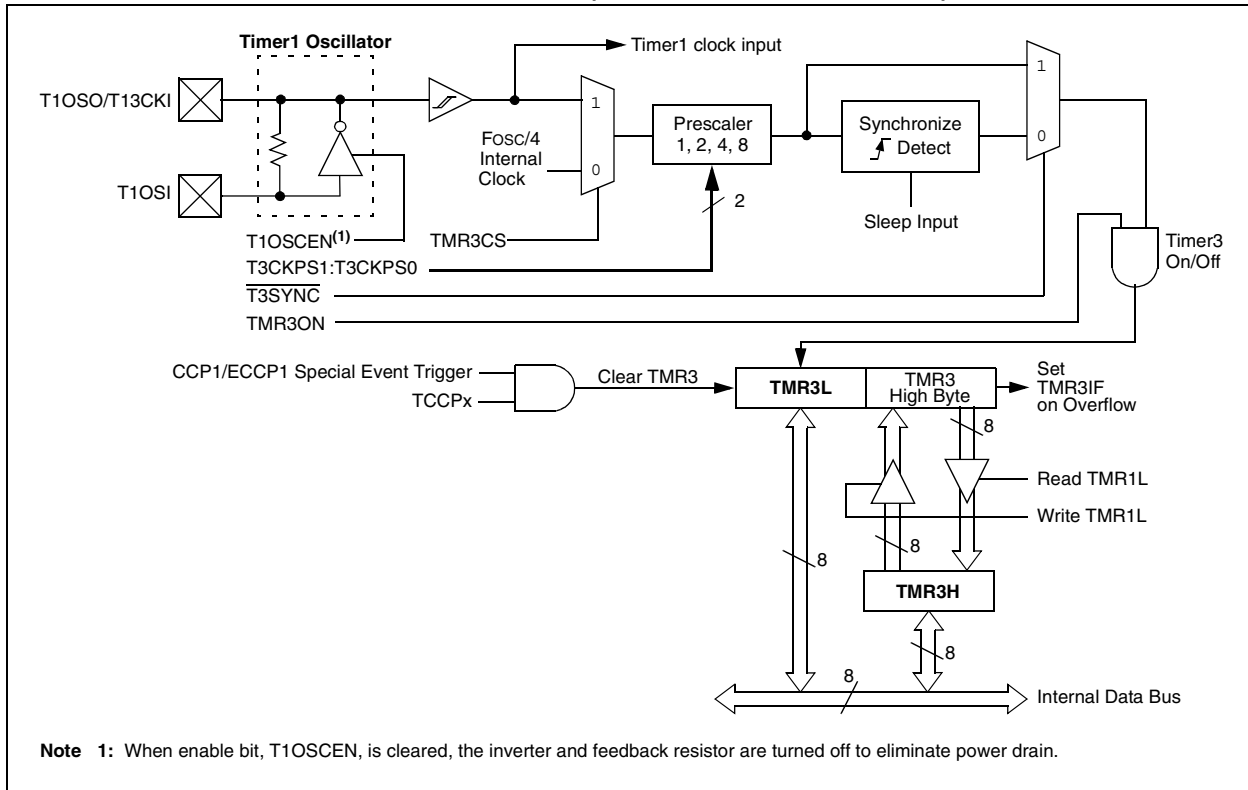 Timer1 Oscillator
Timer1 clock input
T1OSO/T13CKI
T1OSI
FOSC/4
Internal
Clock
1
0
Prescaler
1, 2, 4, 8
Synchronize
Detect
1
0
2
Sleep Input
T1OSCEN(1)
TMR3CS
T3CKPS1:T3CKPS0
T3SYNC
TMR3ON
Timer3
On/Off
CCP1/ECCP1 Special Event Trigger
TCCPx
Clear TMR3
TMR3L
TMR3
High Byte
Set
TMR3IF
on Overflow
8
Read TMR1L
Write TMR1L
8
8
TMR3H
8
8
Internal Data Bus
Note 1: When enable bit, T1OSCEN, is cleared, the inverter and feedback resistor are turned off to eliminate power drain.